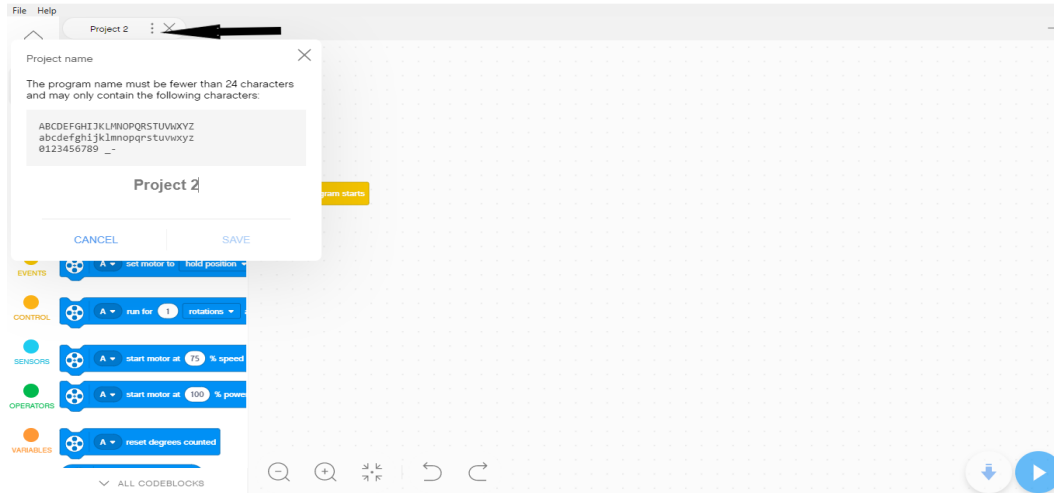 File Help
Project 2
Project name
The program name must be fewer than 24 characters
and may only contain the following characters:
ABCDEFGHIJKLMNOPQRSTUVWXYZ
abcdefghijklmnopqrstuvwxyz
0123456789 _-
Project 2
gram starts
CANCEL SAVE
EVENTS
A set motor to hold position
CONTROL
A run for 1 rotations
SENSORS
A start motor at 75 % speed
OPERATORS
A start motor at 100 % powe
VARIABLES
A reset degrees counted
ALL CODEBLOCKS